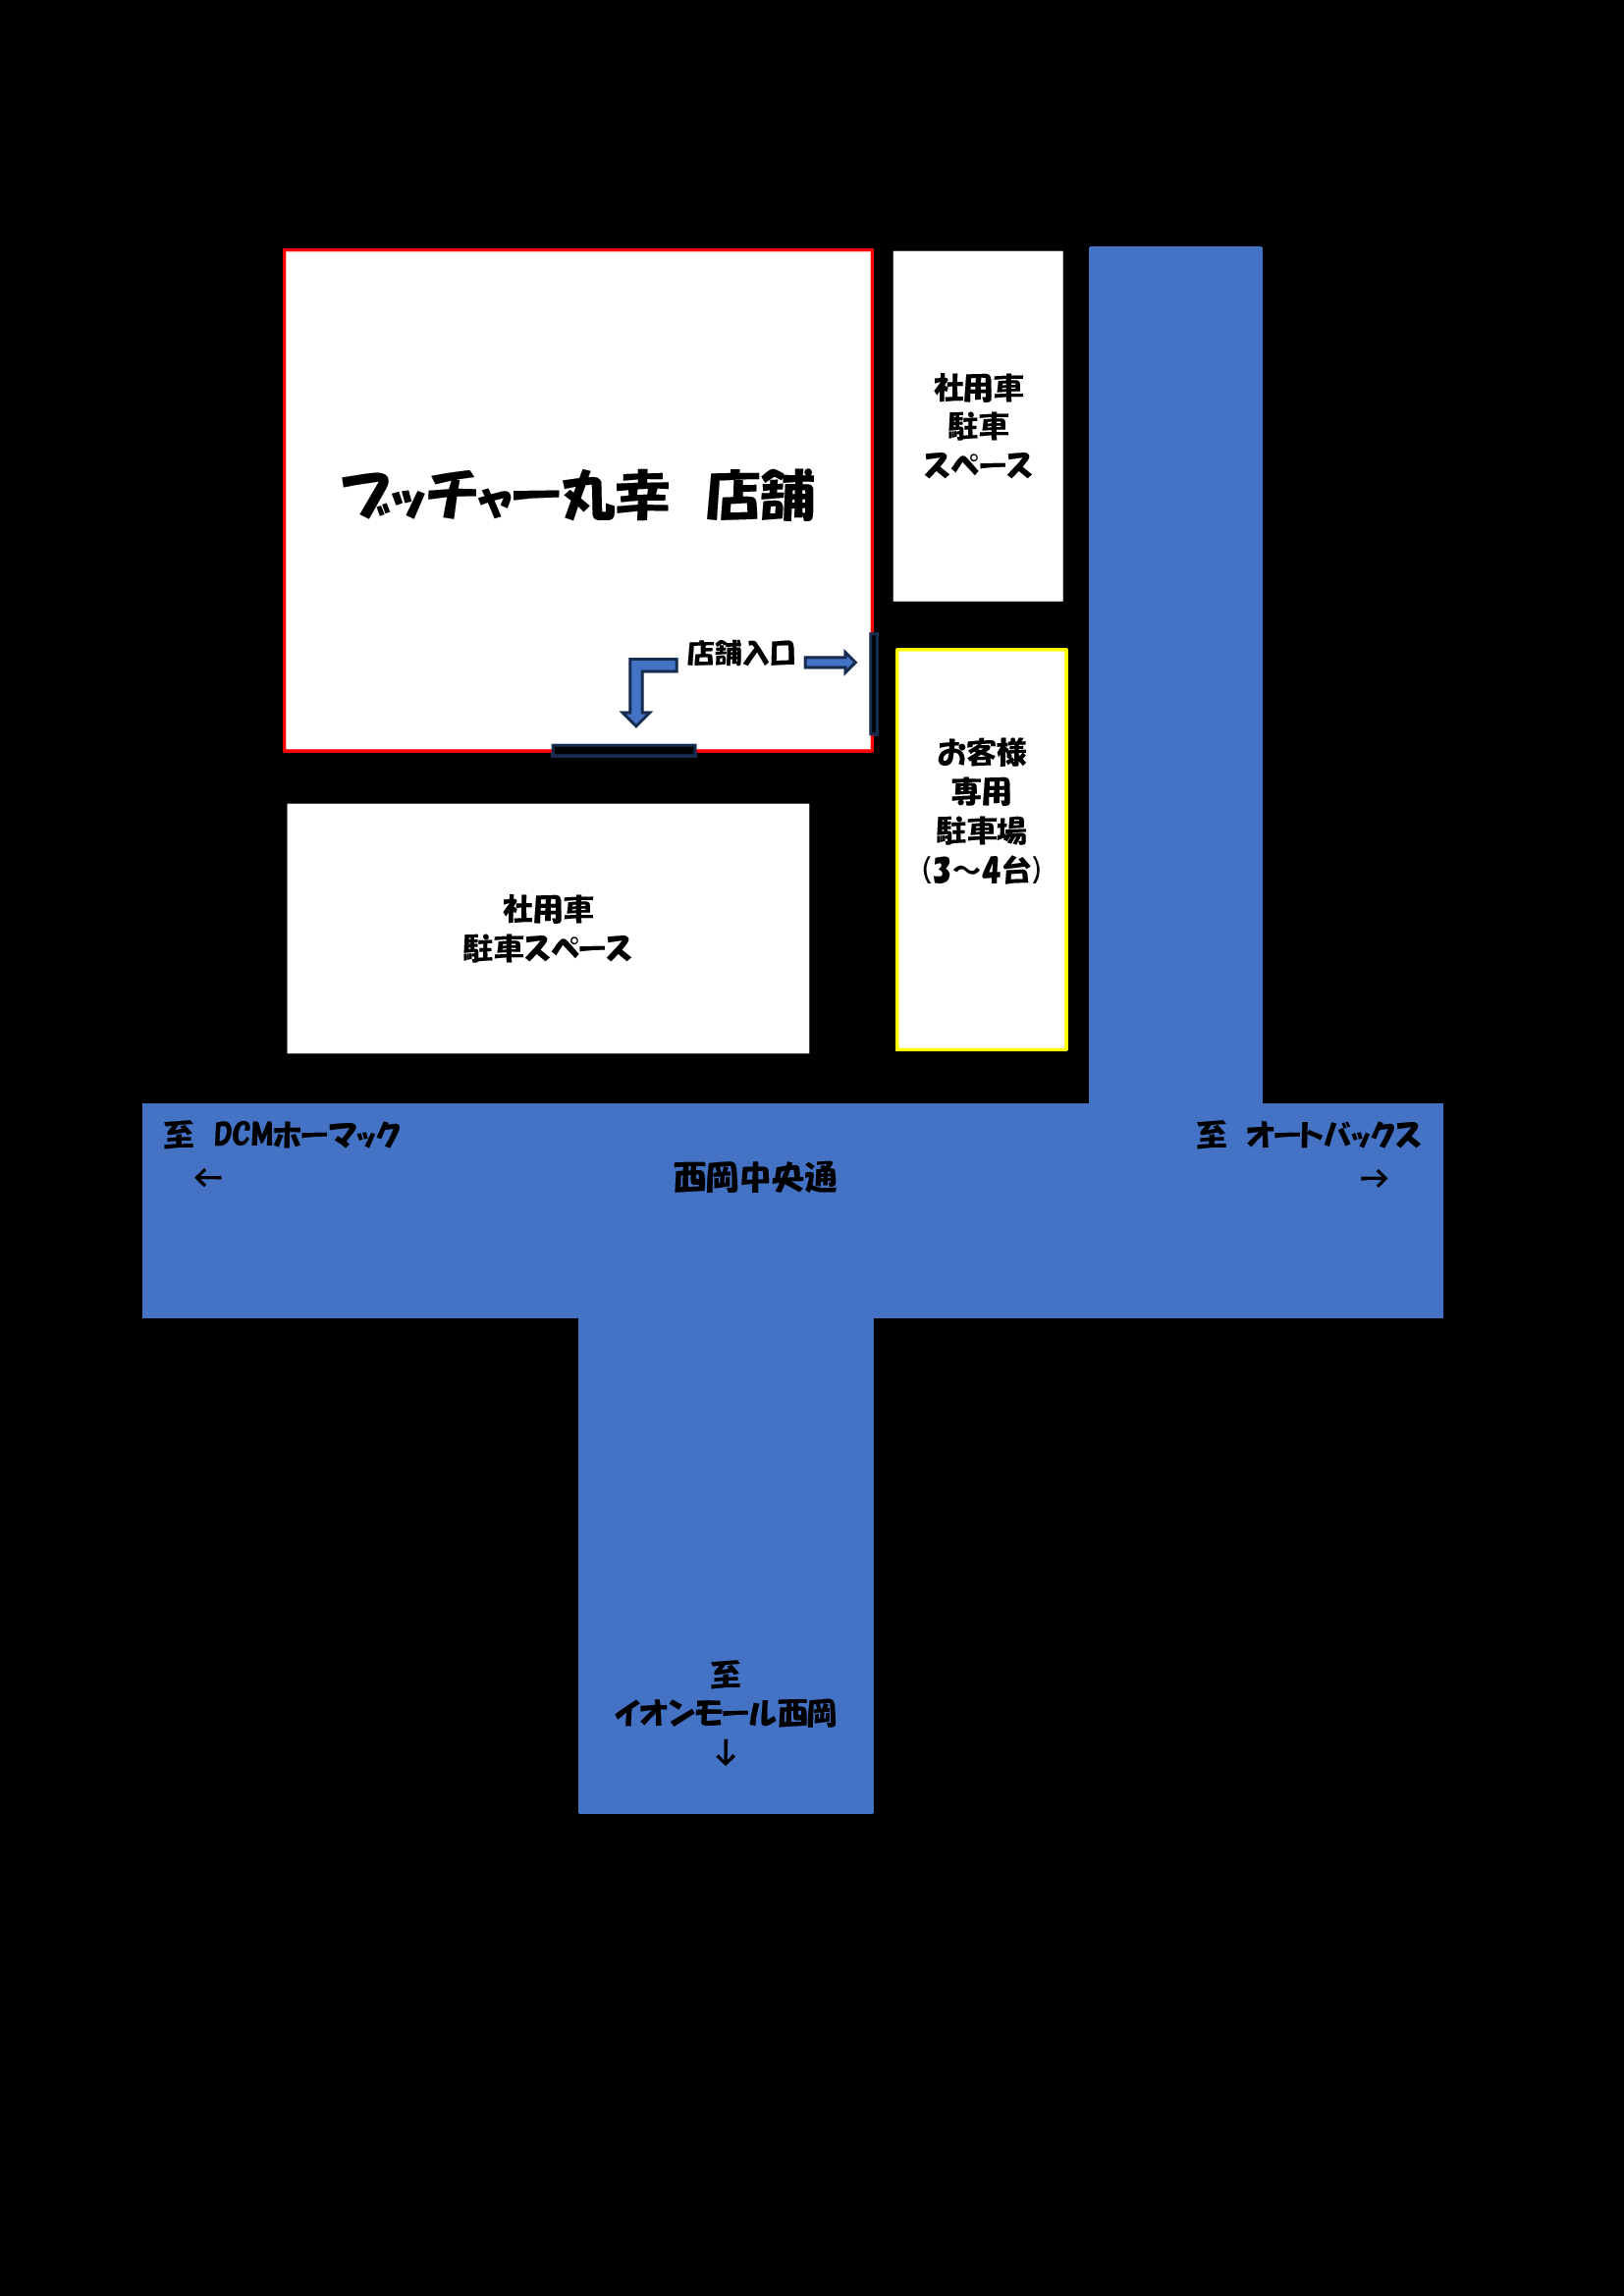 社用車
駐車
スペース
ブッチャー丸幸　店舗
店舗入口
お客様
専用
駐車場
（3～4台）
社用車
駐車スペース
至　DCMホーマック
←
西岡中央通
至　オートバックス
→
至
イオンモール西岡
↓